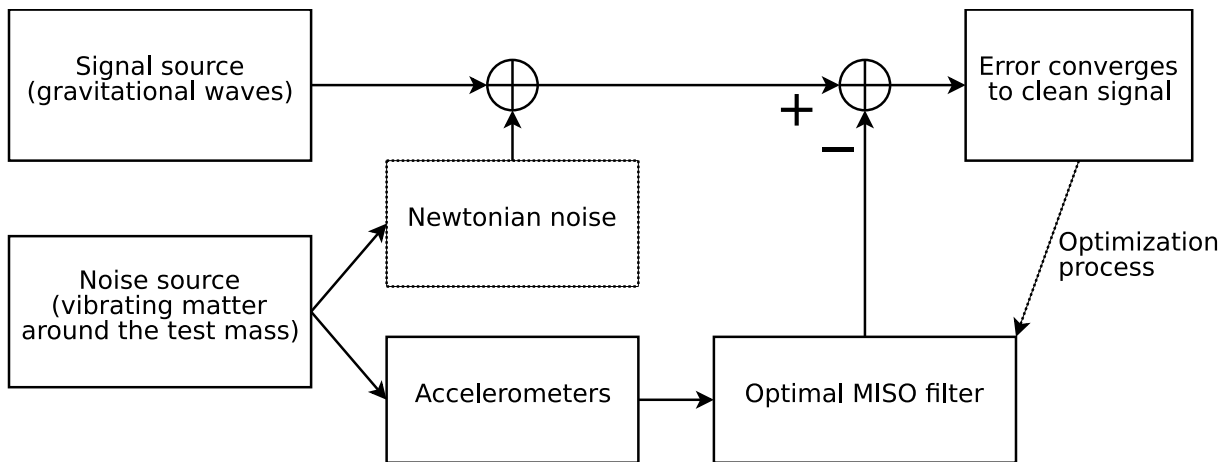 Signal source
(gravitational waves)
Error converges
to clean signal
+
−
Newtonian noise
Noise source
(vibrating matter
around the test mass)
Optimization
process
Accelerometers
Optimal MISO filter